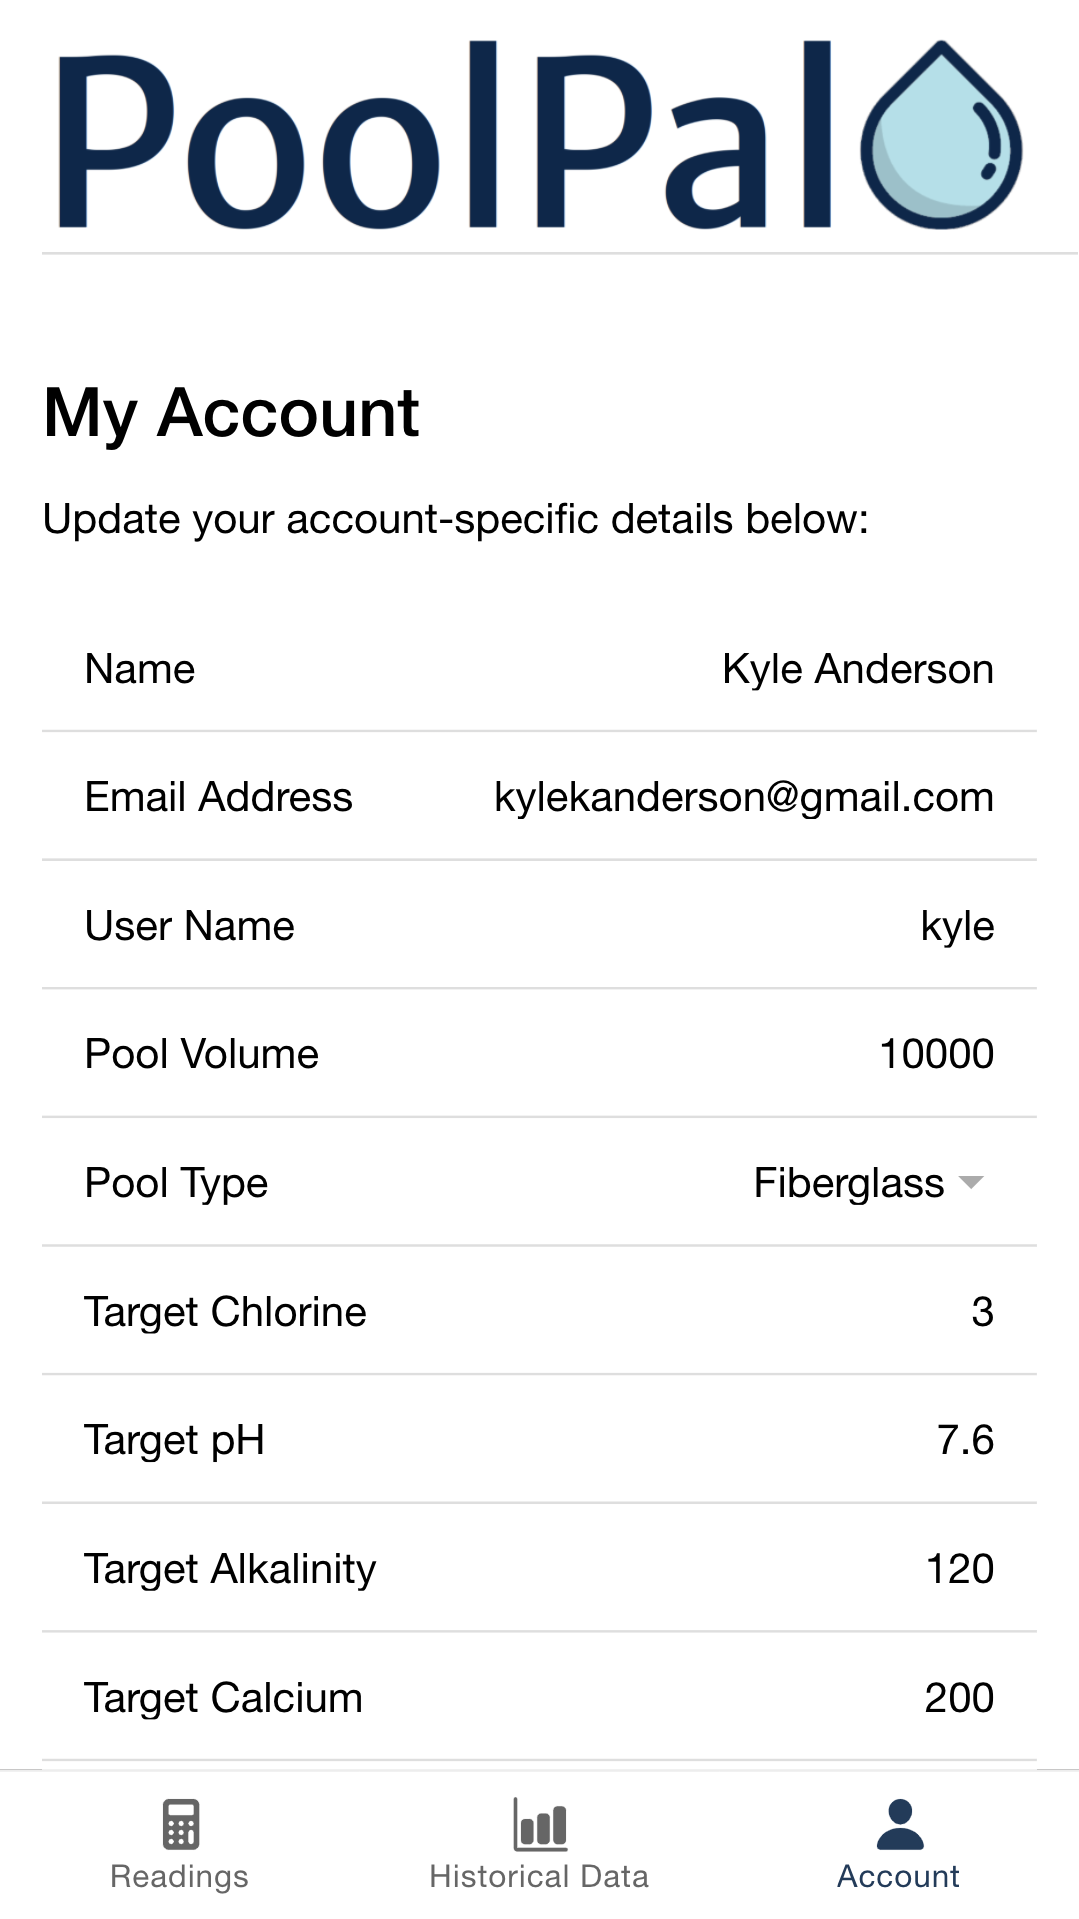 PoolPal
My Account
Update your account-specific details below:
Name Kyle Anderson
Email Address kylekanderson@gmail.com
User Name kyle
Pool Volume 10000
Pool Type Fiberglass
Target Chlorine 3
Target pH 7.6
Target Alkalinity 120
Target Calcium 200
Readings Historical Data Account